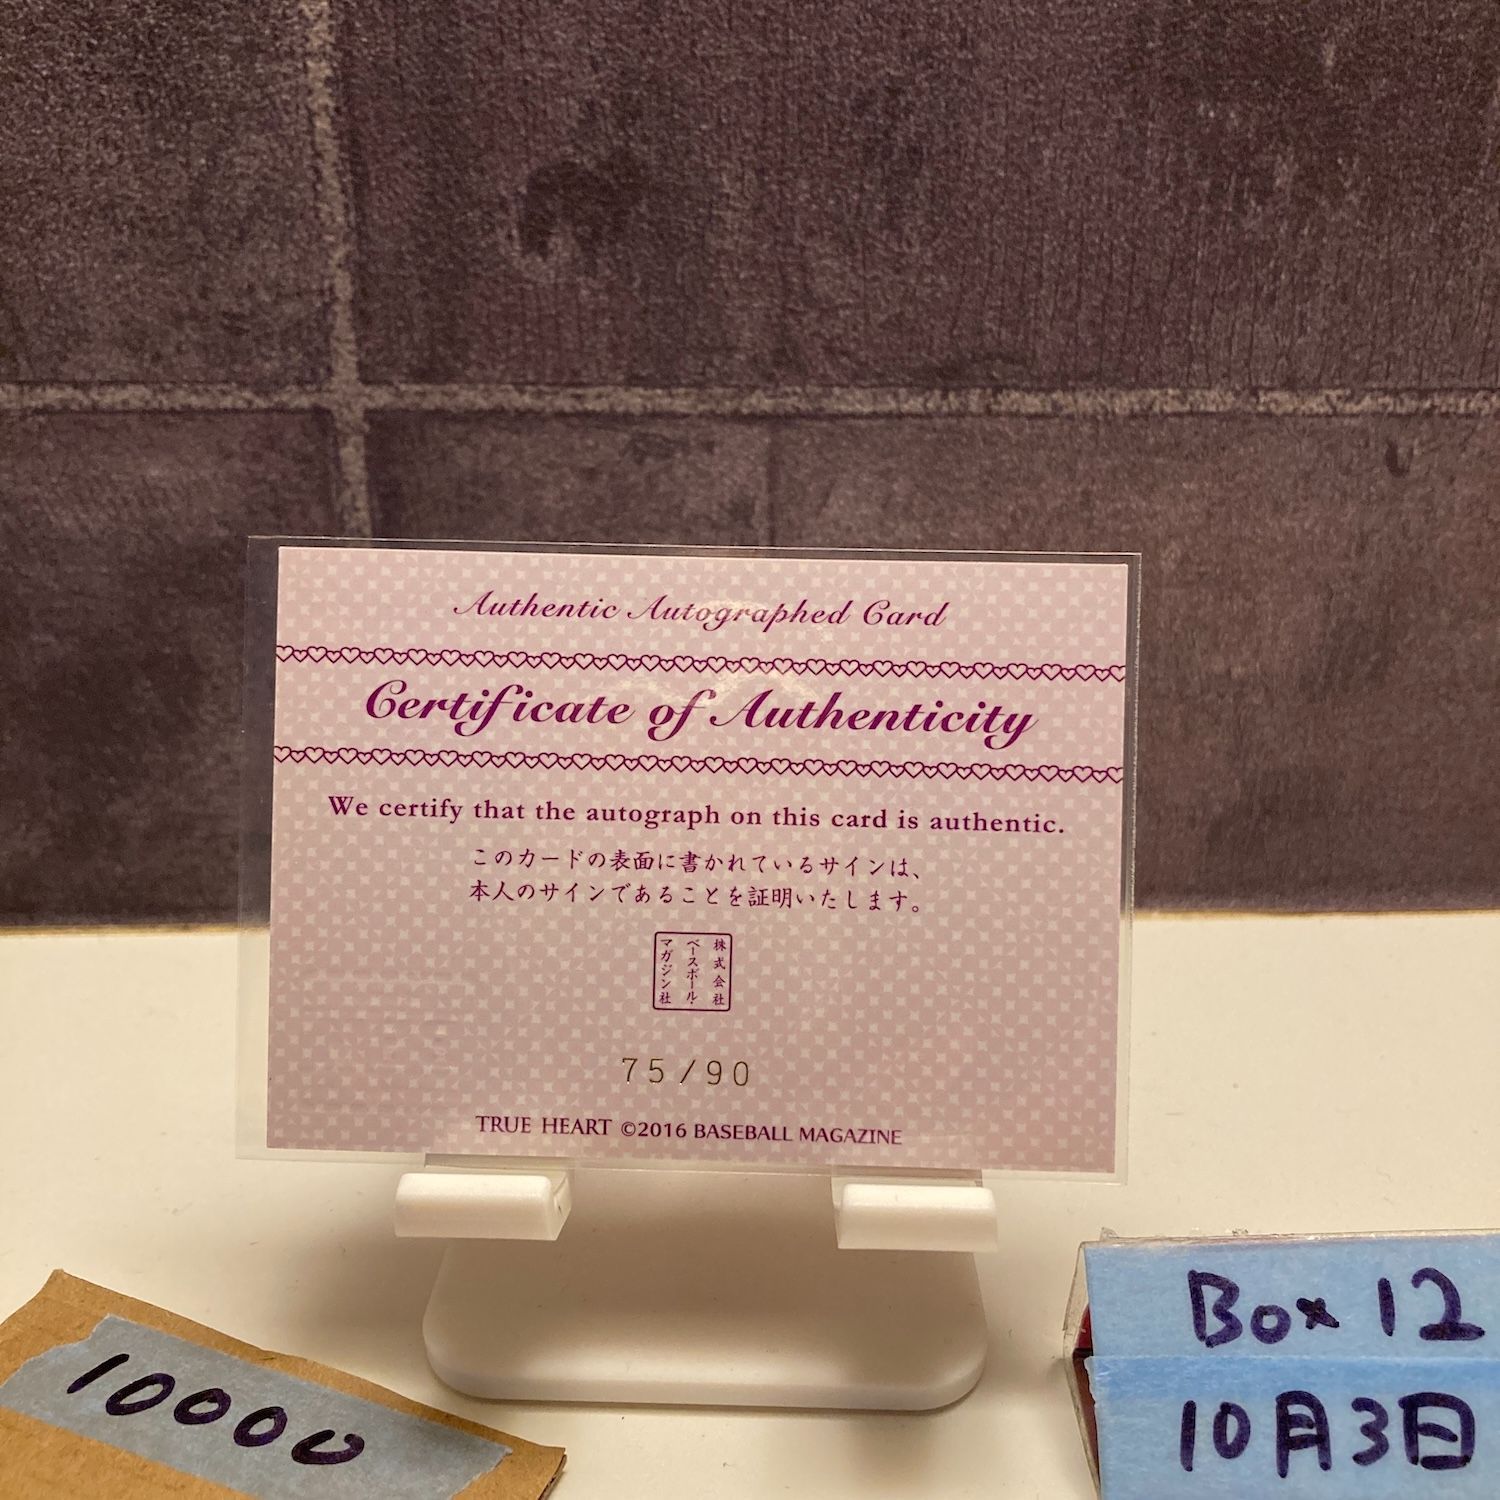 Authentic Autographed Card
Certificate of Authenticity
We certify that the autograph on this card is authentic.
このカードの表面に書かれているサインは、
本人のサインであることを証明いたします。
株式会社
ベースボール・
マガジン社
75/90
TRUE HEART ©2016 BASEBALL MAGAZINE
10000
Box 12
10月3日